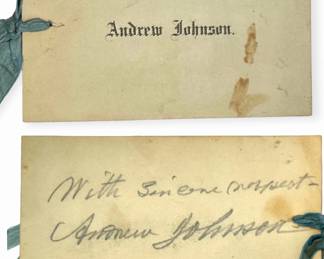 Andrew Johnson.
With Sincere respect-
Andrew Johnson